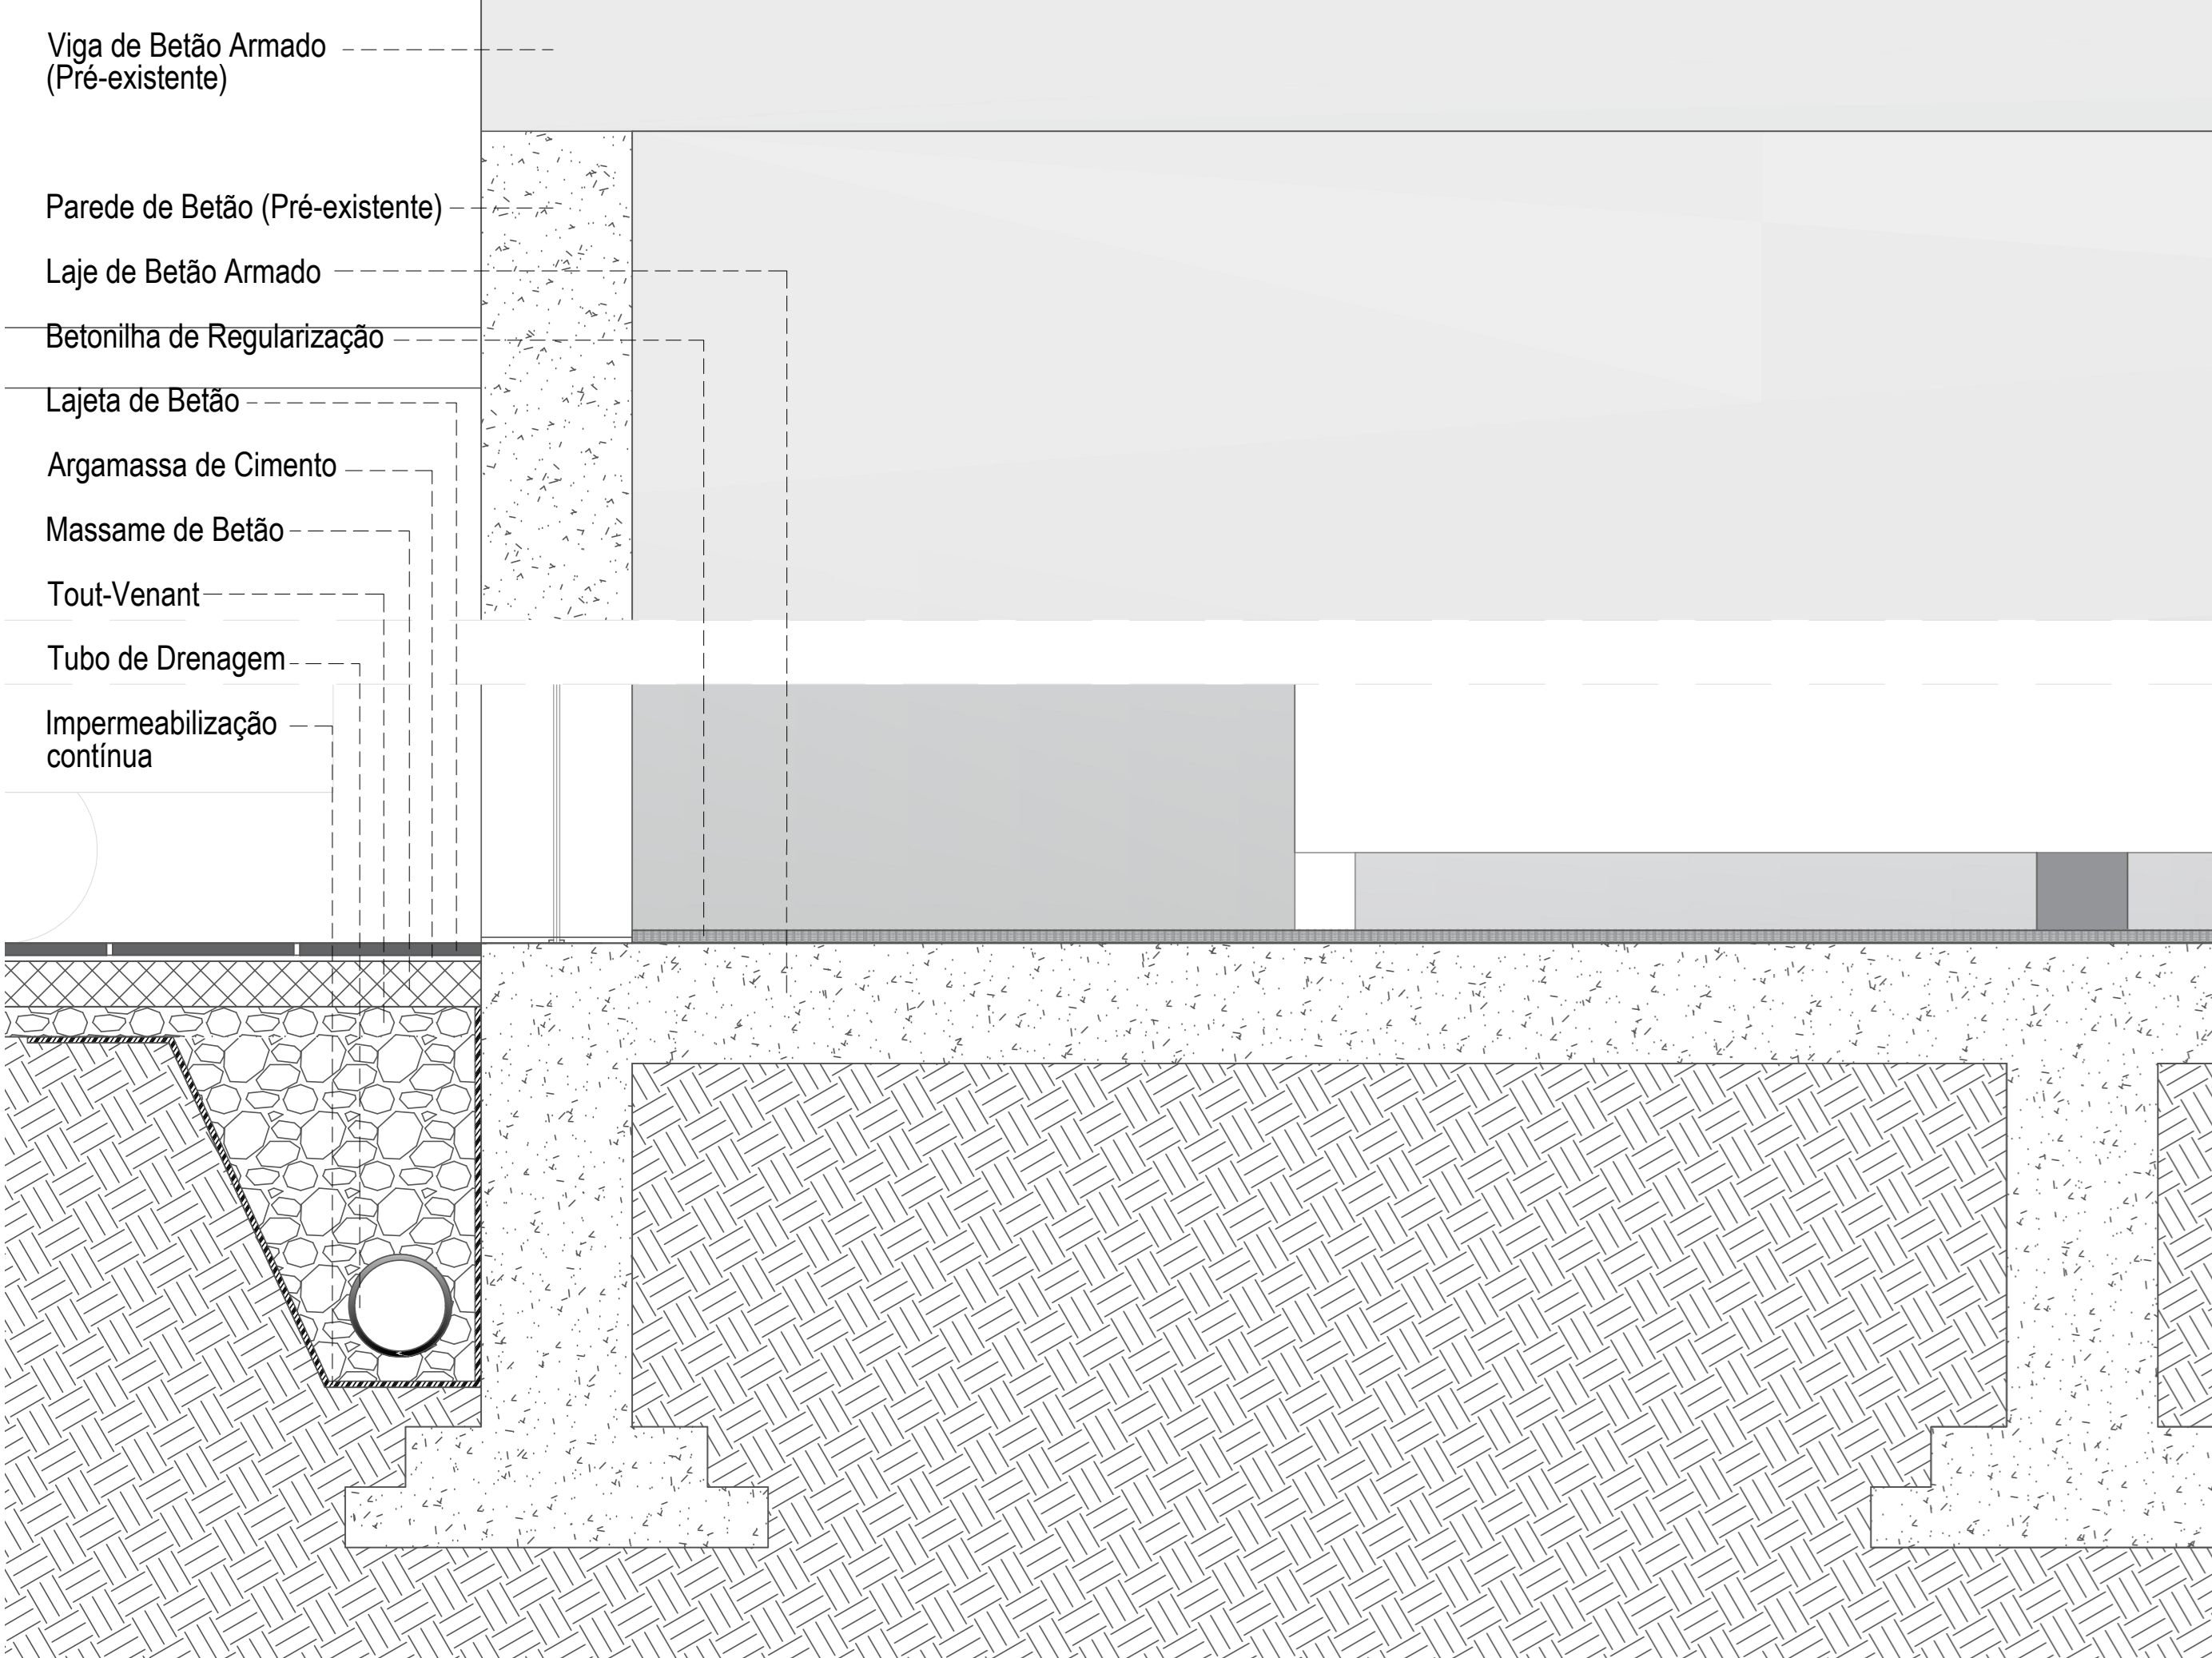 Viga de Betão Armado
(Pré-existente)
Parede de Betão (Pré-existente)
Laje de Betão Armado
Betonilha de Regularização
Lajeta de Betão
Argamassa de Cimento
Massame de Betão
Tout-Venant
Tubo de Drenagem
Impermeabilização
contínua